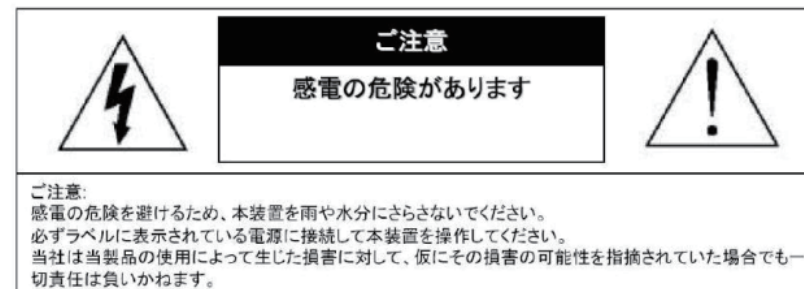 ご注意
感電の危険があります
ご注意:
感電の危険を避けるため、本装置を雨や水分にさらさないでください。
必ずラベルに表示されている電源に接続して本装置を操作してください。
当社は当製品の使用によって生じた損害に対して、仮にその損害の可能性を指摘されていた場合でも一
切責任は負いかねます。